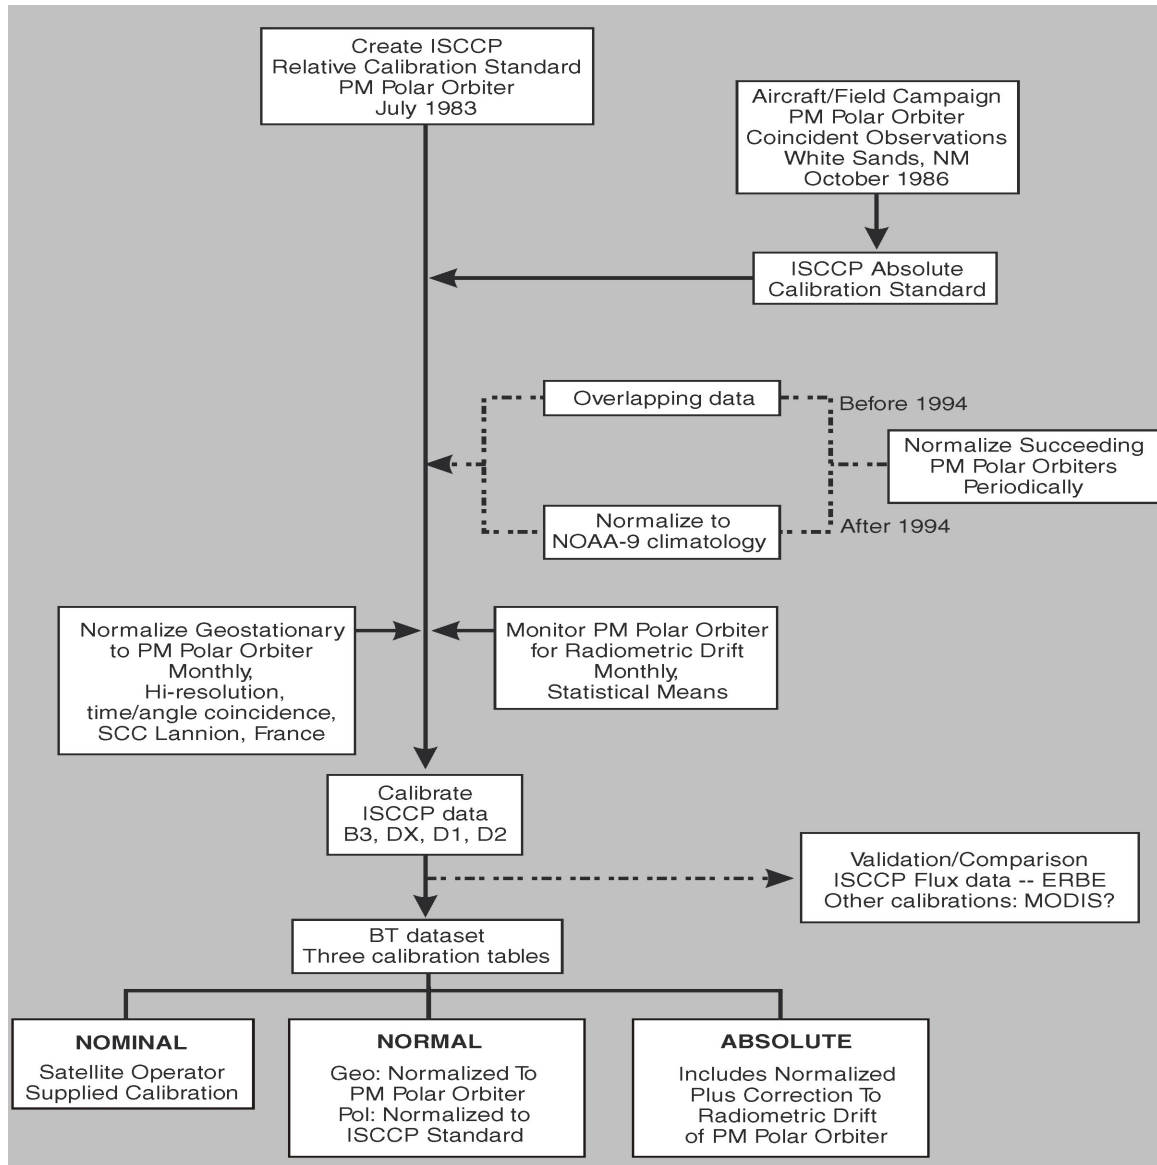 Create ISCCP
Relative Calibration Standard
PM Polar Orbiter
July 1983
Aircraft/Field Campaign
PM Polar Orbiter
Coincident Observations
White Sands, NM
October 1986
ISCCP Absolute
Calibration Standard
Overlapping data
Before 1994
Normalize Succeeding
PM Polar Orbiters
Periodically
Normalize to
NOAA-9 climatology
After 1994
Normalize Geostationary
to PM Polar Orbiter
Monthly,
Hi-resolution,
time/angle coincidence,
SCC Lannion, France
Monitor PM Polar Orbiter
for Radiometric Drift
Monthly,
Statistical Means
Calibrate
ISCCP data
B3, DX, D1, D2
Validation/Comparison
ISCCP Flux data -- ERBE
Other calibrations: MODIS?
BT dataset
Three calibration tables
NOMINAL
Satellite Operator
Supplied Calibration
NORMAL
Geo: Normalized To
PM Polar Orbiter
Pol: Normalized to
ISCCP Standard
ABSOLUTE
Includes Normalized
Plus Correction To
Radiometric Drift
of PM Polar Orbiter